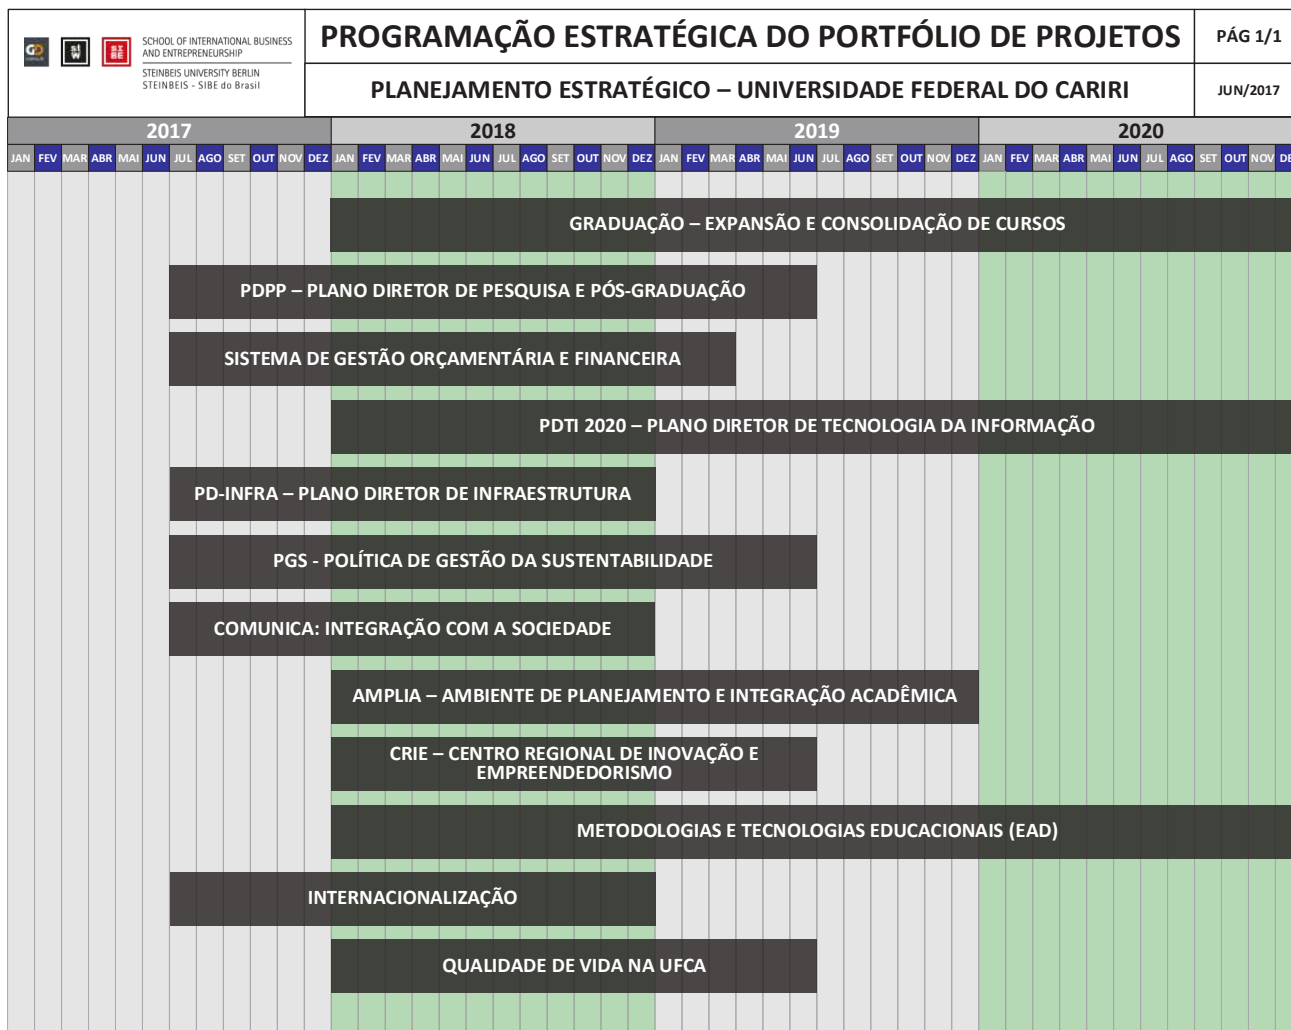 GD
SIW
SIBE
SCHOOL OF INTERNATIONAL BUSINESS
AND ENTREPRENEURSHIP
STEINBEIS UNIVERSITY BERLIN
STEINBEIS - SIBE do Brasil
PROGRAMAÇÃO ESTRATÉGICA DO PORTFÓLIO DE PROJETOS
PÁG 1/1
PLANEJAMENTO ESTRATÉGICO – UNIVERSIDADE FEDERAL DO CARIRI
JUN/2017
2017 2018 2019 2020
JAN FEV MAR ABR MAI JUN JUL AGO SET OUT NOV DEZ JAN FEV MAR ABR MAI JUN JUL AGO SET OUT NOV DEZ JAN FEV MAR ABR MAI JUN JUL AGO SET OUT NOV DEZ JAN FEV MAR ABR MAI JUN JUL AGO SET OUT NOV DE
GRADUAÇÃO – EXPANSÃO E CONSOLIDAÇÃO DE CURSOS
PDPP – PLANO DIRETOR DE PESQUISA E PÓS-GRADUAÇÃO
SISTEMA DE GESTÃO ORÇAMENTÁRIA E FINANCEIRA
PDTI 2020 – PLANO DIRETOR DE TECNOLOGIA DA INFORMAÇÃO
PD-INFRA – PLANO DIRETOR DE INFRAESTRUTURA
PGS - POLÍTICA DE GESTÃO DA SUSTENTABILIDADE
COMUNICA: INTEGRAÇÃO COM A SOCIEDADE
AMPLIA – AMBIENTE DE PLANEJAMENTO E INTEGRAÇÃO ACADÊMICA
CRIE – CENTRO REGIONAL DE INOVAÇÃO E
EMPREENDEDORISMO
METODOLOGIAS E TECNOLOGIAS EDUCACIONAIS (EAD)
INTERNACIONALIZAÇÃO
QUALIDADE DE VIDA NA UFCA